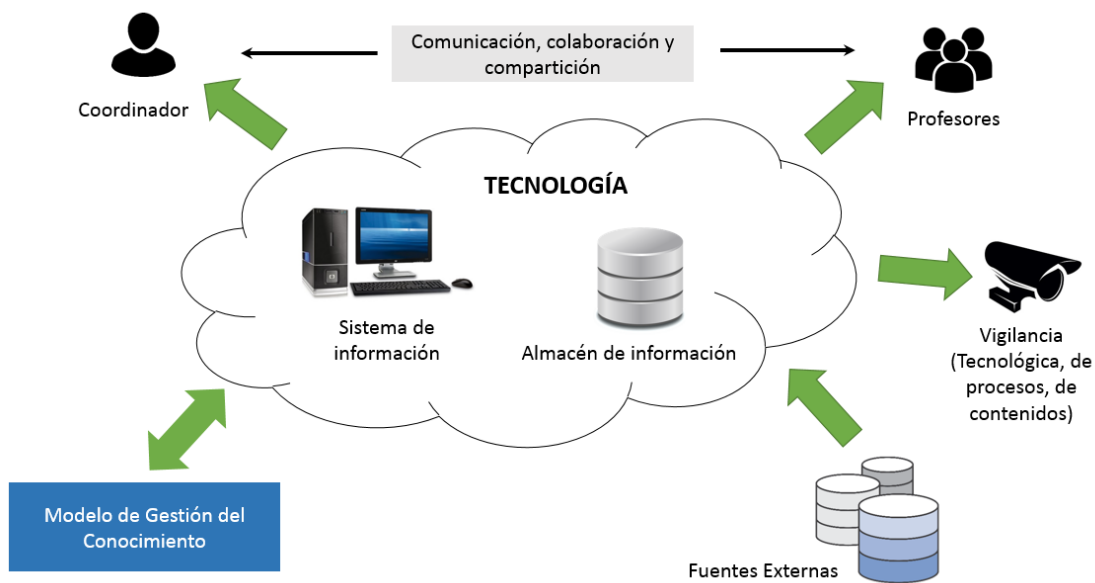 Comunicación, colaboración y
compartición
Coordinador
Profesores
TECNOLOGÍA
Sistema de
información
Almacén de información
Vigilancia
(Tecnológica, de
procesos, de
contenidos)
Modelo de Gestión del
Conocimiento
Fuentes Externas